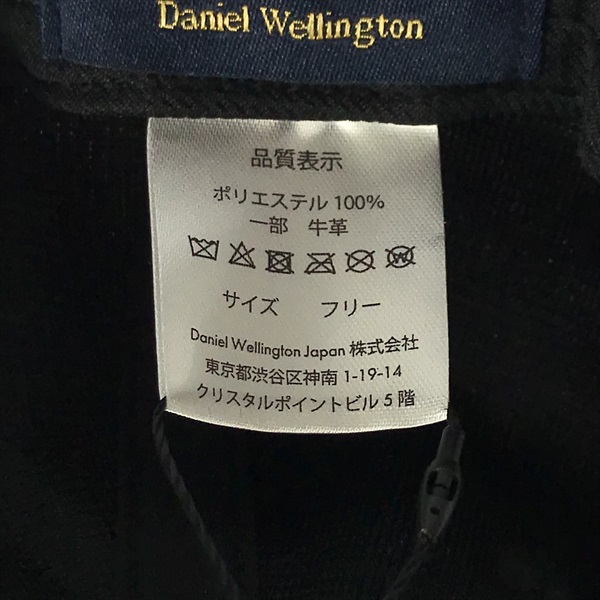 Daniel Wellington
品質表示
ポリエステル 100%
一部 牛革
サイズ フリー
Daniel Wellington Japan 株式会社
東京都渋谷区神南 1-19-14
クリスタルポイントビル 5 階